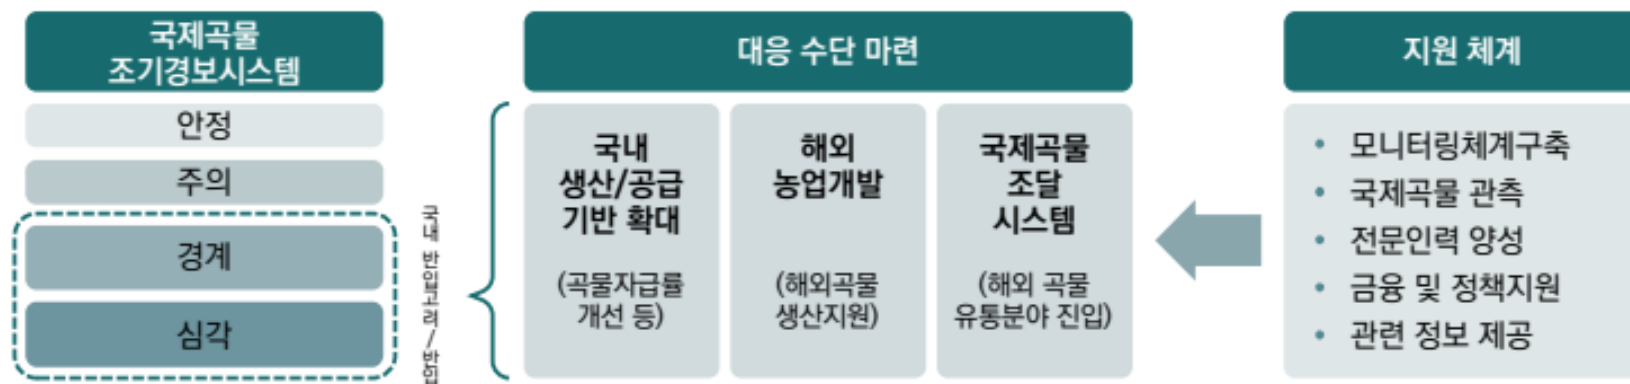 국제곡물
조기경보시스템
안정
주의
경계
심각
국내 반입고려/반입
대응 수단 마련
국내
생산/공급
기반 확대
(곡물자급률
개선 등)
해외
농업개발
(해외곡물
생산지원)
국제곡물
조달
시스템
(해외 곡물
유통분야 진입)
지원 체계
• 모니터링체계구축
• 국제곡물 관측
• 전문인력 양성
• 금융 및 정책지원
• 관련 정보 제공